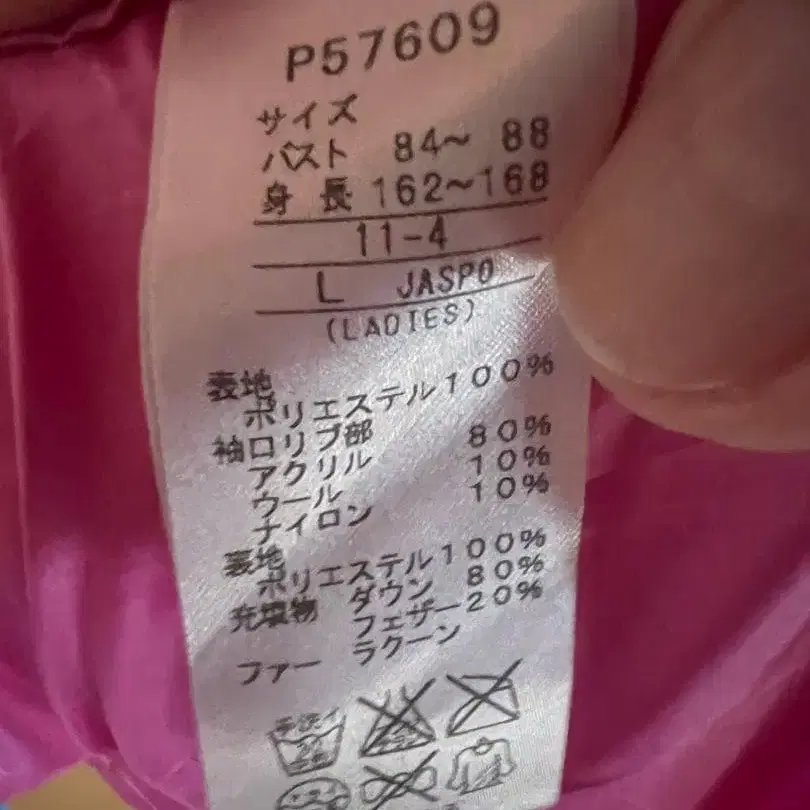 P57609
サイズ
バスト 84～ 88
身 長 162～168
11-4
L JASPO
(LADIES)
表地
ポリエステル100%
袖口リブ部
アクリル 80%
ウール 10%
ナイロン 10%
裏地
ポリエステル100%
充填物 ダウン 80%
フェザー20%
ファー ラクーン
手洗イ